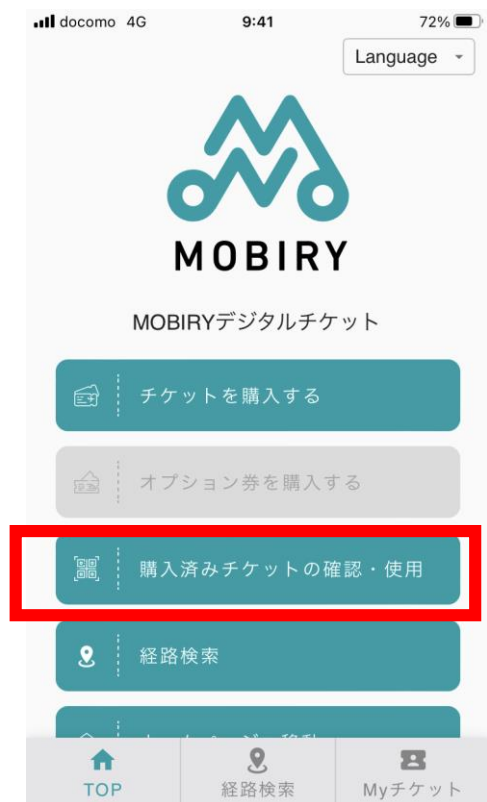 docomo 4G 9:41 72%
Language
MOBIRY
MOBIRYデジタルチケット
チケットを購入する
オプション券を購入する
購入済みチケットの確認・使用
経路検索
TOP 経路検索 Myチケット